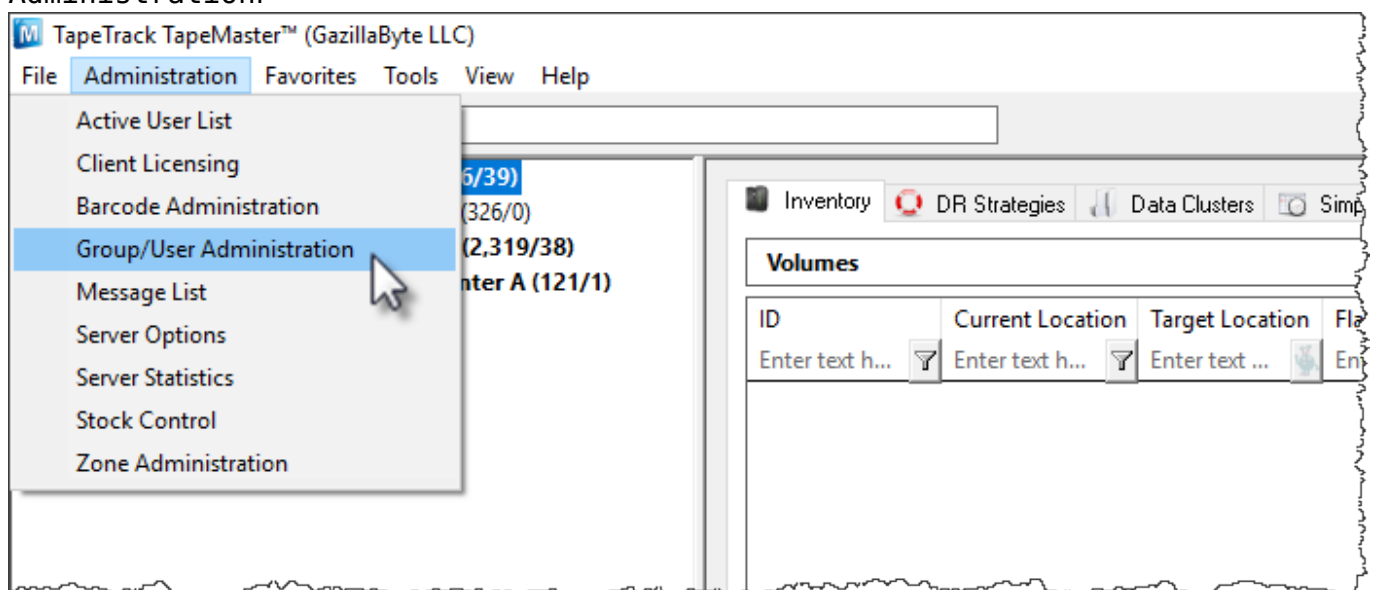 TapeTrack TapeMaster™ (GazillaByte LLC)
File Administration Favorites Tools View Help
Active User List
Client Licensing
Barcode Administration
Group/User Administration
Message List
Server Options
Server Statistics
Stock Control
Zone Administration
6/39)
(326/0)
(2,319/38)
nter A (121/1)
Inventory DR Strategies Data Clusters Simp
Volumes
ID Current Location Target Location Fla
Enter text h... Enter text h... Enter text ... En